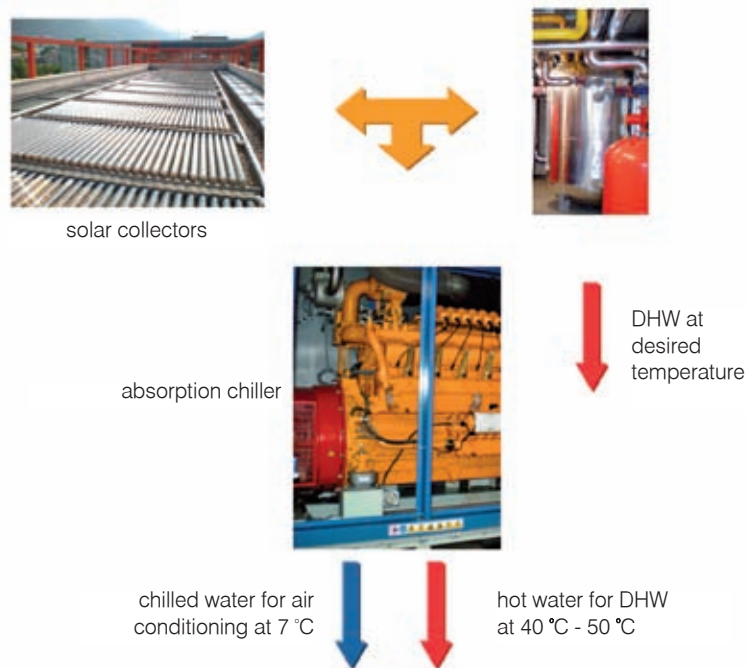 solar collectors
DHW at
desired
temperature
absorption chiller
chilled water for air
conditioning at 7 °C
hot water for DHW
at 40 °C - 50 °C